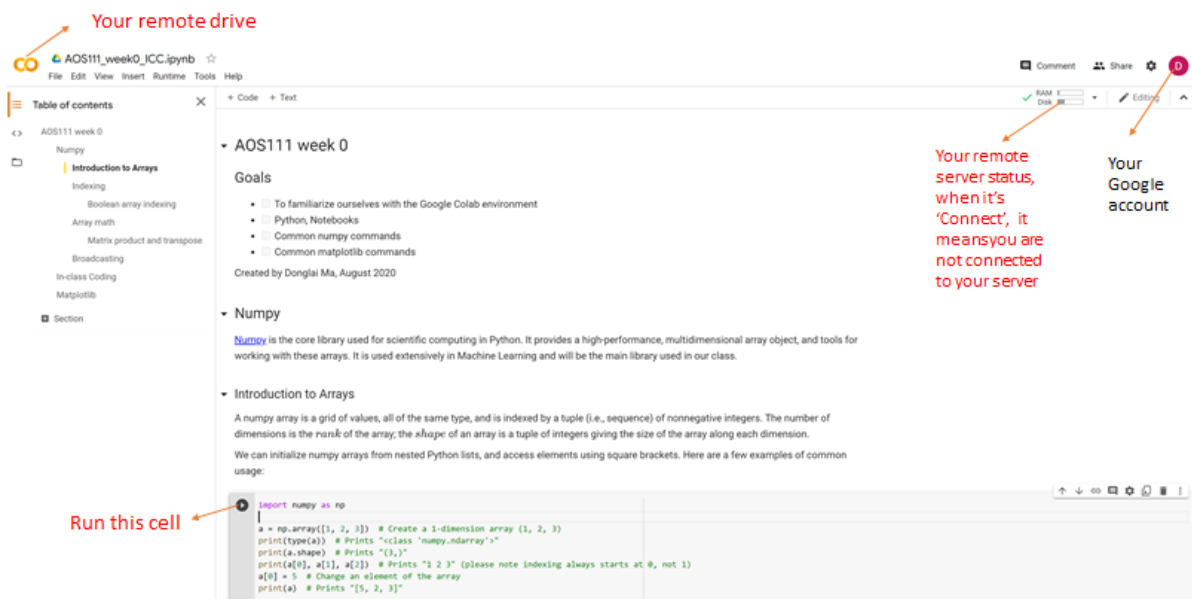 Your remote drive
AOS111_week0_ICC.ipynb
File Edit View Insert Runtime Tools Help
Comment Share D
Table of contents
+ Code + Text
RAM
Disk
Editing
AOS111 week 0
Numpy
Introduction to Arrays
Indexing
Boolean array indexing
Array math
Matrix product and transpose
Broadcasting
In-class Coding
Matplotlib
Section
AOS111 week 0
Goals
To familiarize ourselves with the Google Colab environment
Python, Notebooks
Common numpy commands
Common matplotlib commands
Created by Donglai Ma, August 2020
Your remote
server status,
when it's
'Connect', it
meansyou are
not connected
to your server
Your
Google
account
Numpy
Numpy is the core library used for scientific computing in Python. It provides a high-performance, multidimensional array object, and tools for
working with these arrays. It is used extensively in Machine Learning and will be the main library used in our class.
Introduction to Arrays
A numpy array is a grid of values, all of the same type, and is indexed by a tuple (i.e., sequence) of nonnegative integers. The number of
dimensions is the rank of the array; the shape of an array is a tuple of integers giving the size of the array along each dimension.
We can initialize numpy arrays from nested Python lists, and access elements using square brackets. Here are a few examples of common
usage:
Run this cell
import numpy as np
a = np.array([1, 2, 3]) # Create a 1-dimension array (1, 2, 3)
print(type(a)) # Prints "<class 'numpy.ndarray'>"
print(a.shape) # Prints "(3,)"
print(a[0], a[1], a[2]) # Prints "1 2 3" (please note indexing always starts at 0, not 1)
a[0] = 5 # Change an element of the array
print(a) # Prints "[5, 2, 3]"